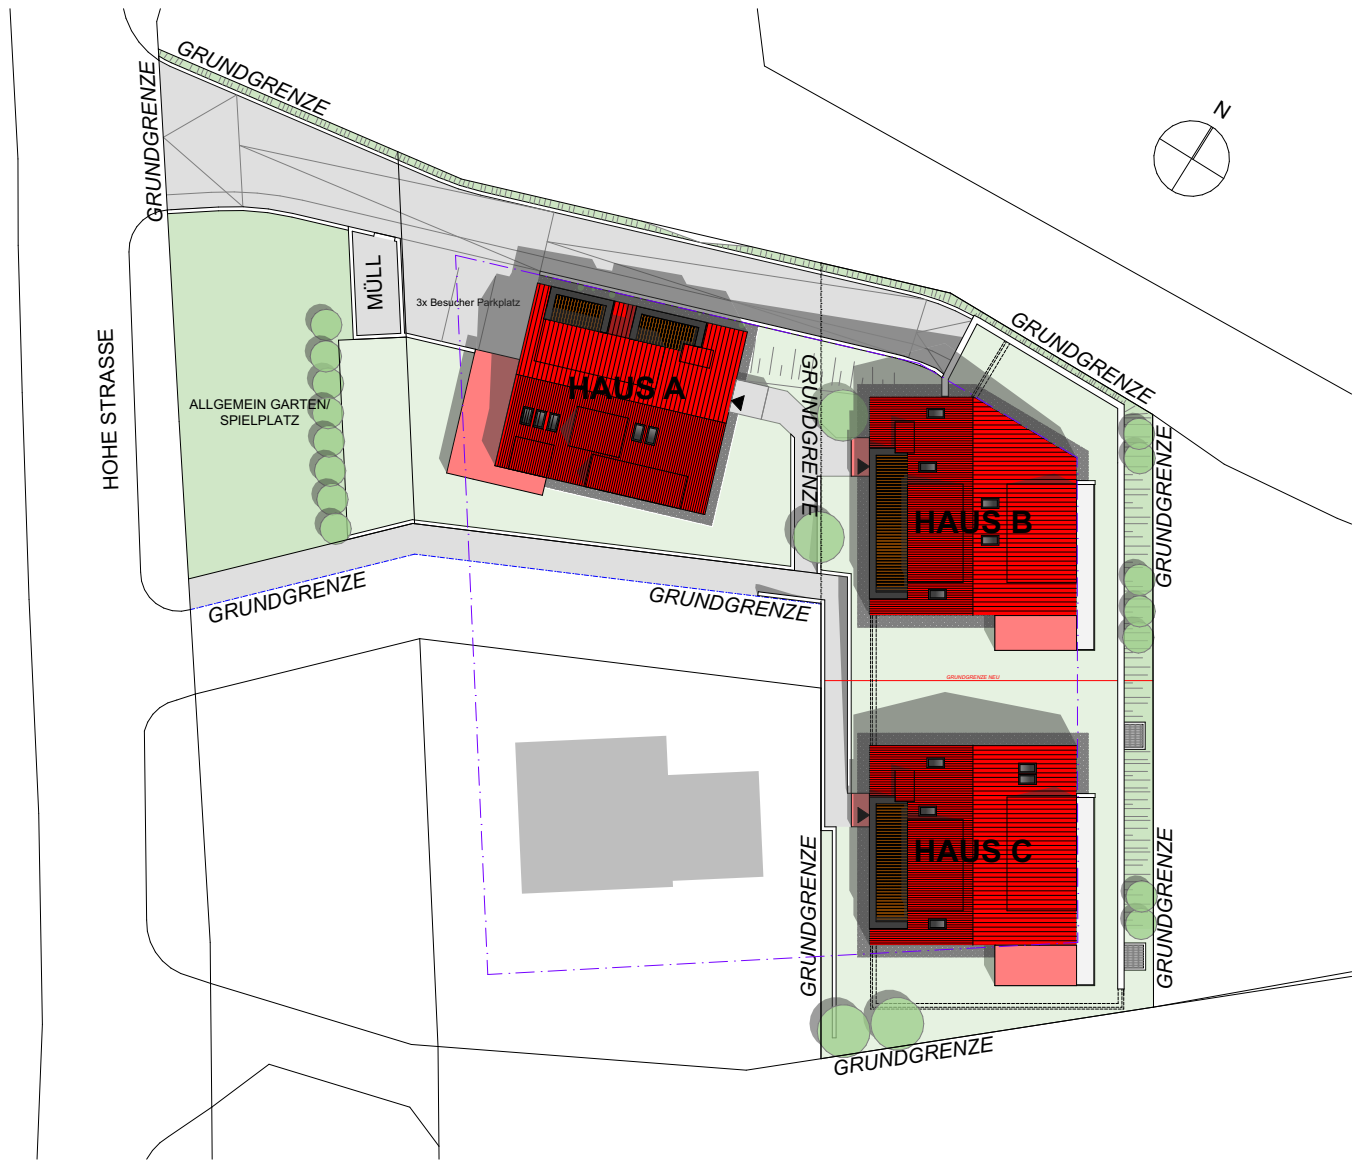 GRUNDGRENZE
GRUNDGRENZE
N
MÜLL
3x Besucher Parkplatz
GRUNDGRENZE
HOHE STRASSE
ALLGEMEIN GARTEN/
SPIELPLATZ
HAUS A
GRUNDGRENZE
GRUNDGRENZE
HAUS B
GRUNDGRENZE
GRUNDGRENZE
GRUNDGRENZE NEU
HAUS C
GRUNDGRENZE
GRUNDGRENZE
GRUNDGRENZE